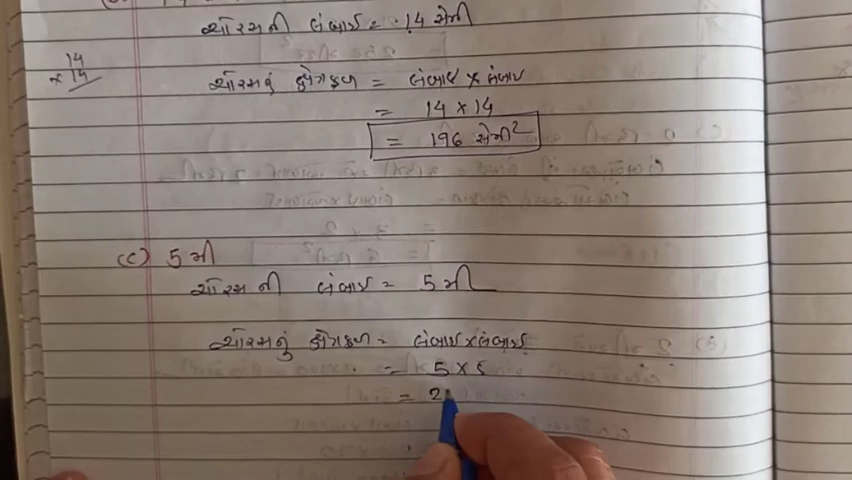 ચોરસની લંબાઈ = 14 સેમી
14
× 14
ચોરસનું ક્ષેત્રફળ = લંબાઈ × લંબાઈ
= 14 × 14
= 196 સેમી²
(c) 5 મી
ચોરસની લંબાઈ = 5 મી
ચોરસનું ક્ષેત્રફળ = લંબાઈ × લંબાઈ
= 5 × 5
= 2